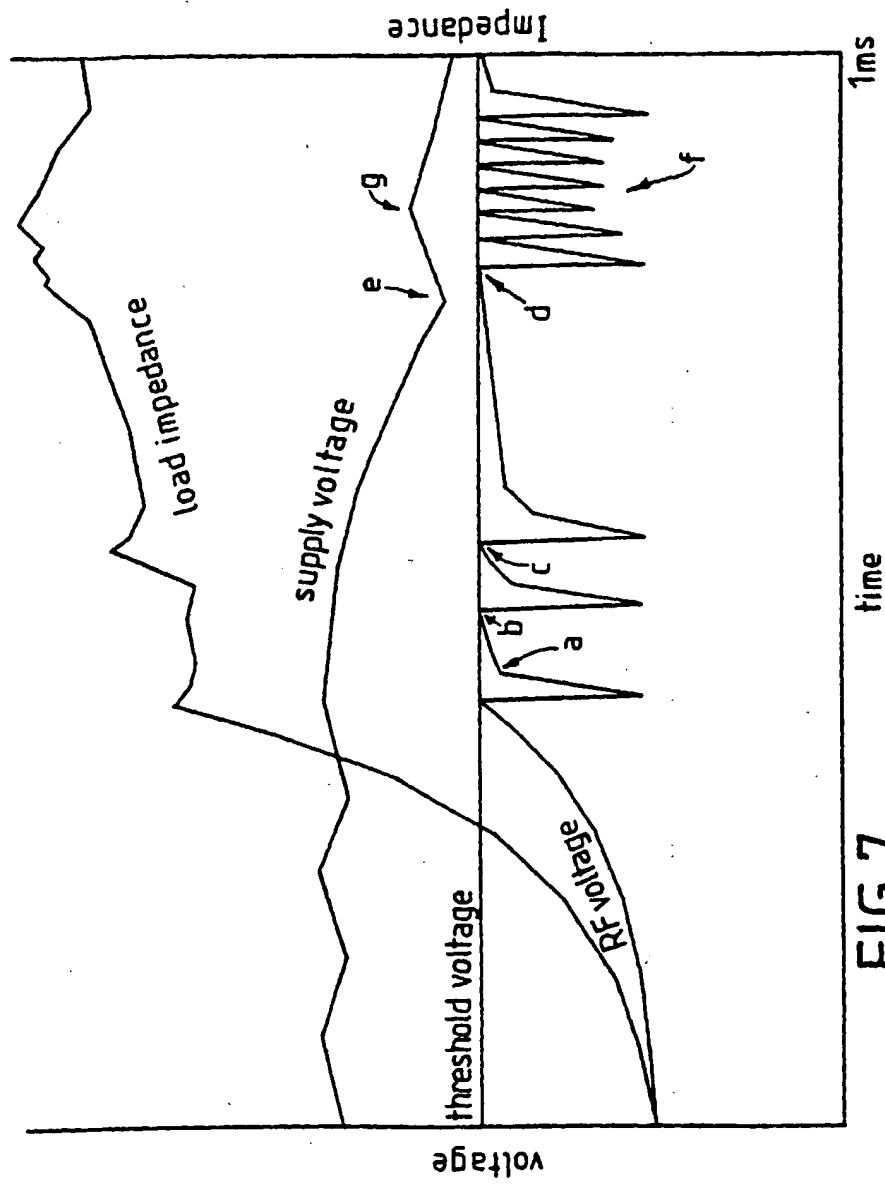 Impedance
load impedance
g
e
supply voltage
threshold voltage
RF voltage
a
b
c
d
f
voltage
time
1ms
FIG 7